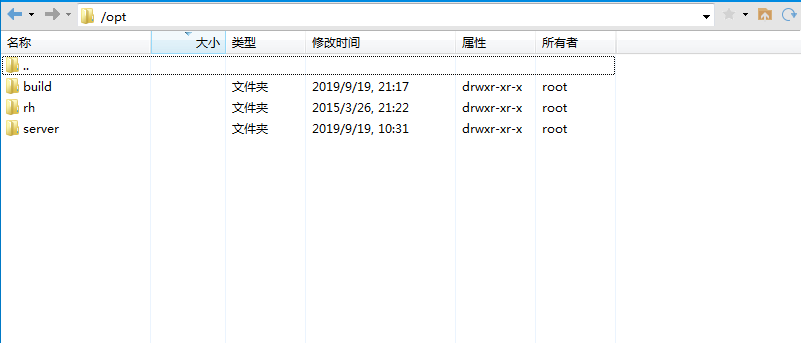 /opt
名称 大小 类型 修改时间 属性 所有者
..
build 文件夹 2019/9/19, 21:17 drwxr-xr-x root
rh 文件夹 2015/3/26, 21:22 drwxr-xr-x root
server 文件夹 2019/9/19, 10:31 drwxr-xr-x root